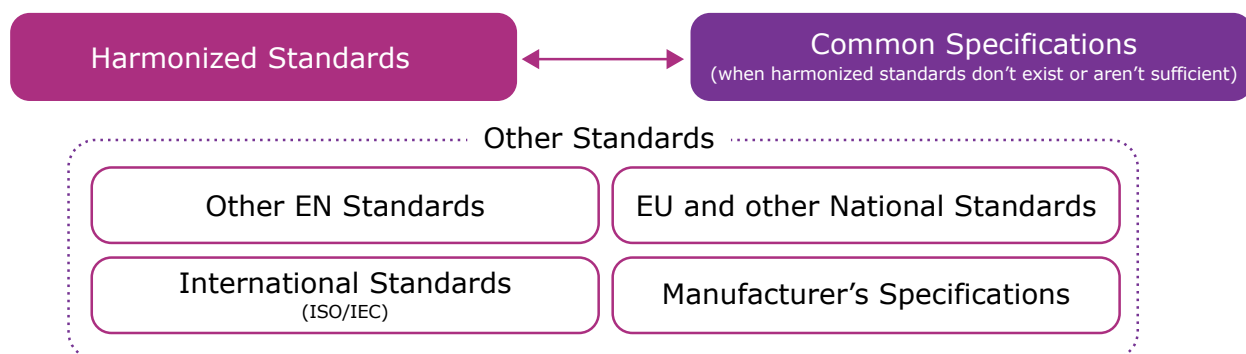 Harmonized Standards
Common Specifications
(when harmonized standards don’t exist or aren’t sufficient)
Other Standards
Other EN Standards
EU and other National Standards
International Standards
(ISO/IEC)
Manufacturer’s Specifications